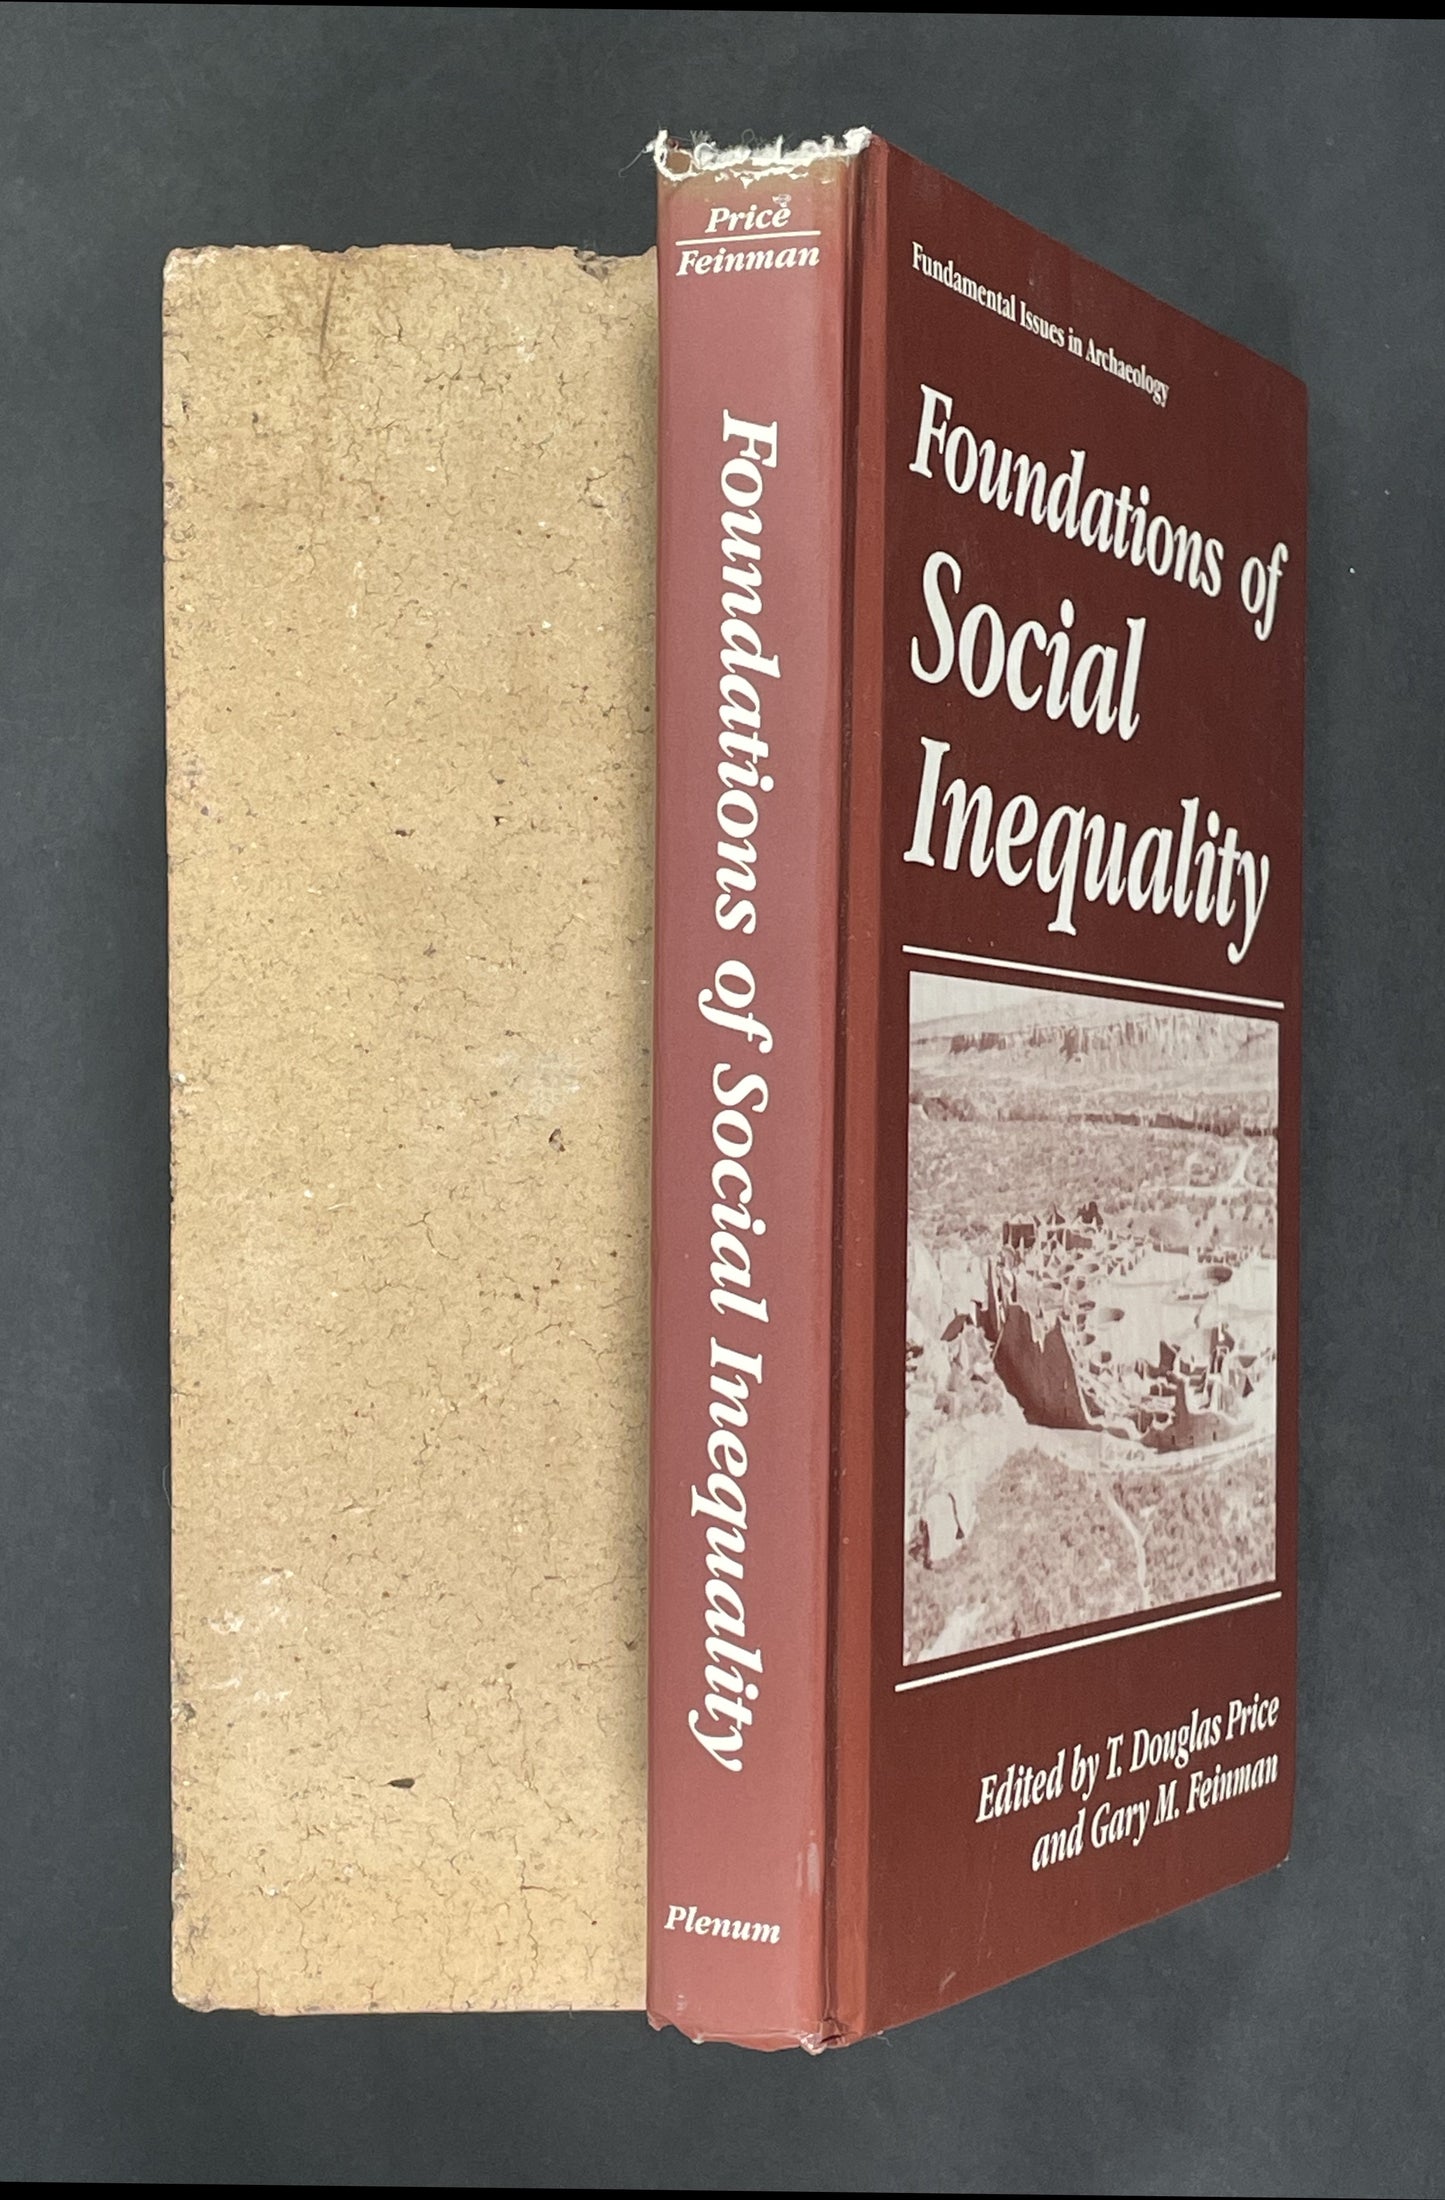 Price
Feinman
Foundations of Social Inequality
Plenum
Fundamental Issues in Archaeology
Foundations of
Social
Inequality
Edited by T. Douglas Price
and Gary M. Feinman